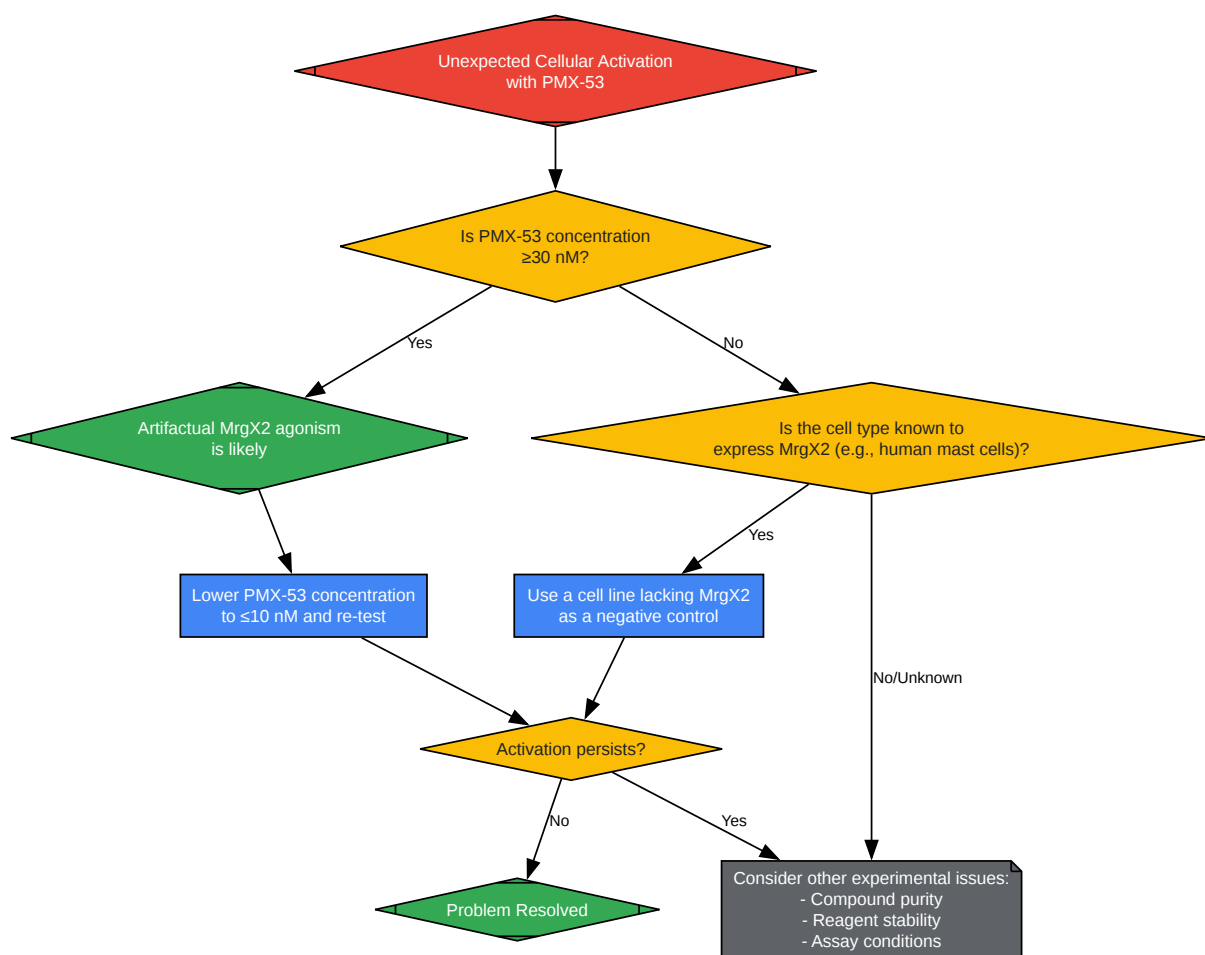 Unexpected Cellular Activation
with PMX-53
Is PMX-53 concentration
≥30 nM?
Yes
No
Artifactual MrgX2 agonism
is likely
Is the cell type known to
express MrgX2 (e.g., human mast cells)?
Yes
Lower PMX-53 concentration
to ≤10 nM and re-test
Use a cell line lacking MrgX2
as a negative control
No/Unknown
Activation persists?
No
Yes
Problem Resolved
Consider other experimental issues:
- Compound purity
- Reagent stability
- Assay conditions